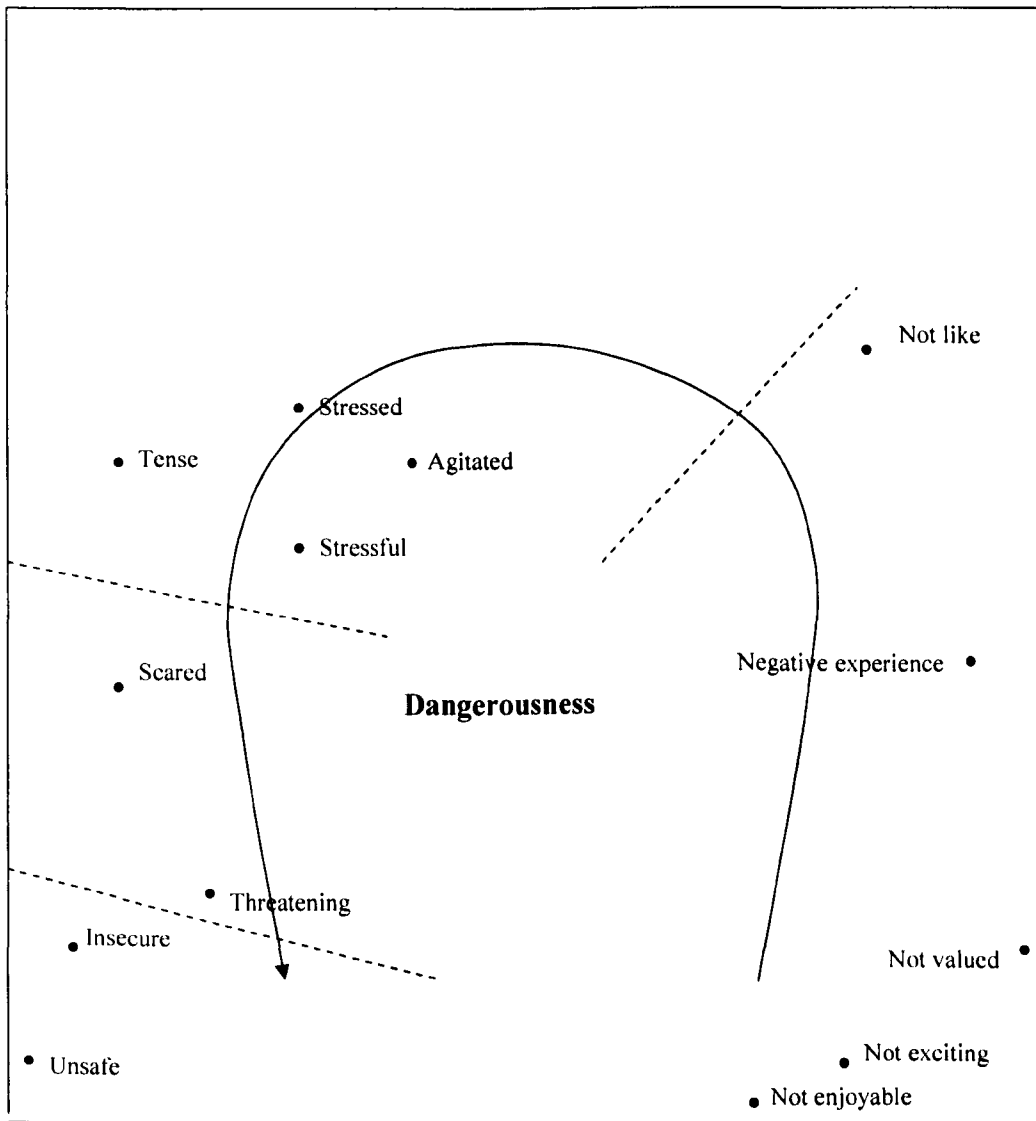 Not like
Stressed
Tense
Agitated
Stressful
Scared
Negative experience
Dangerousness
Threatening
Insecure
Not valued
Unsafe
Not exciting
Not enjoyable